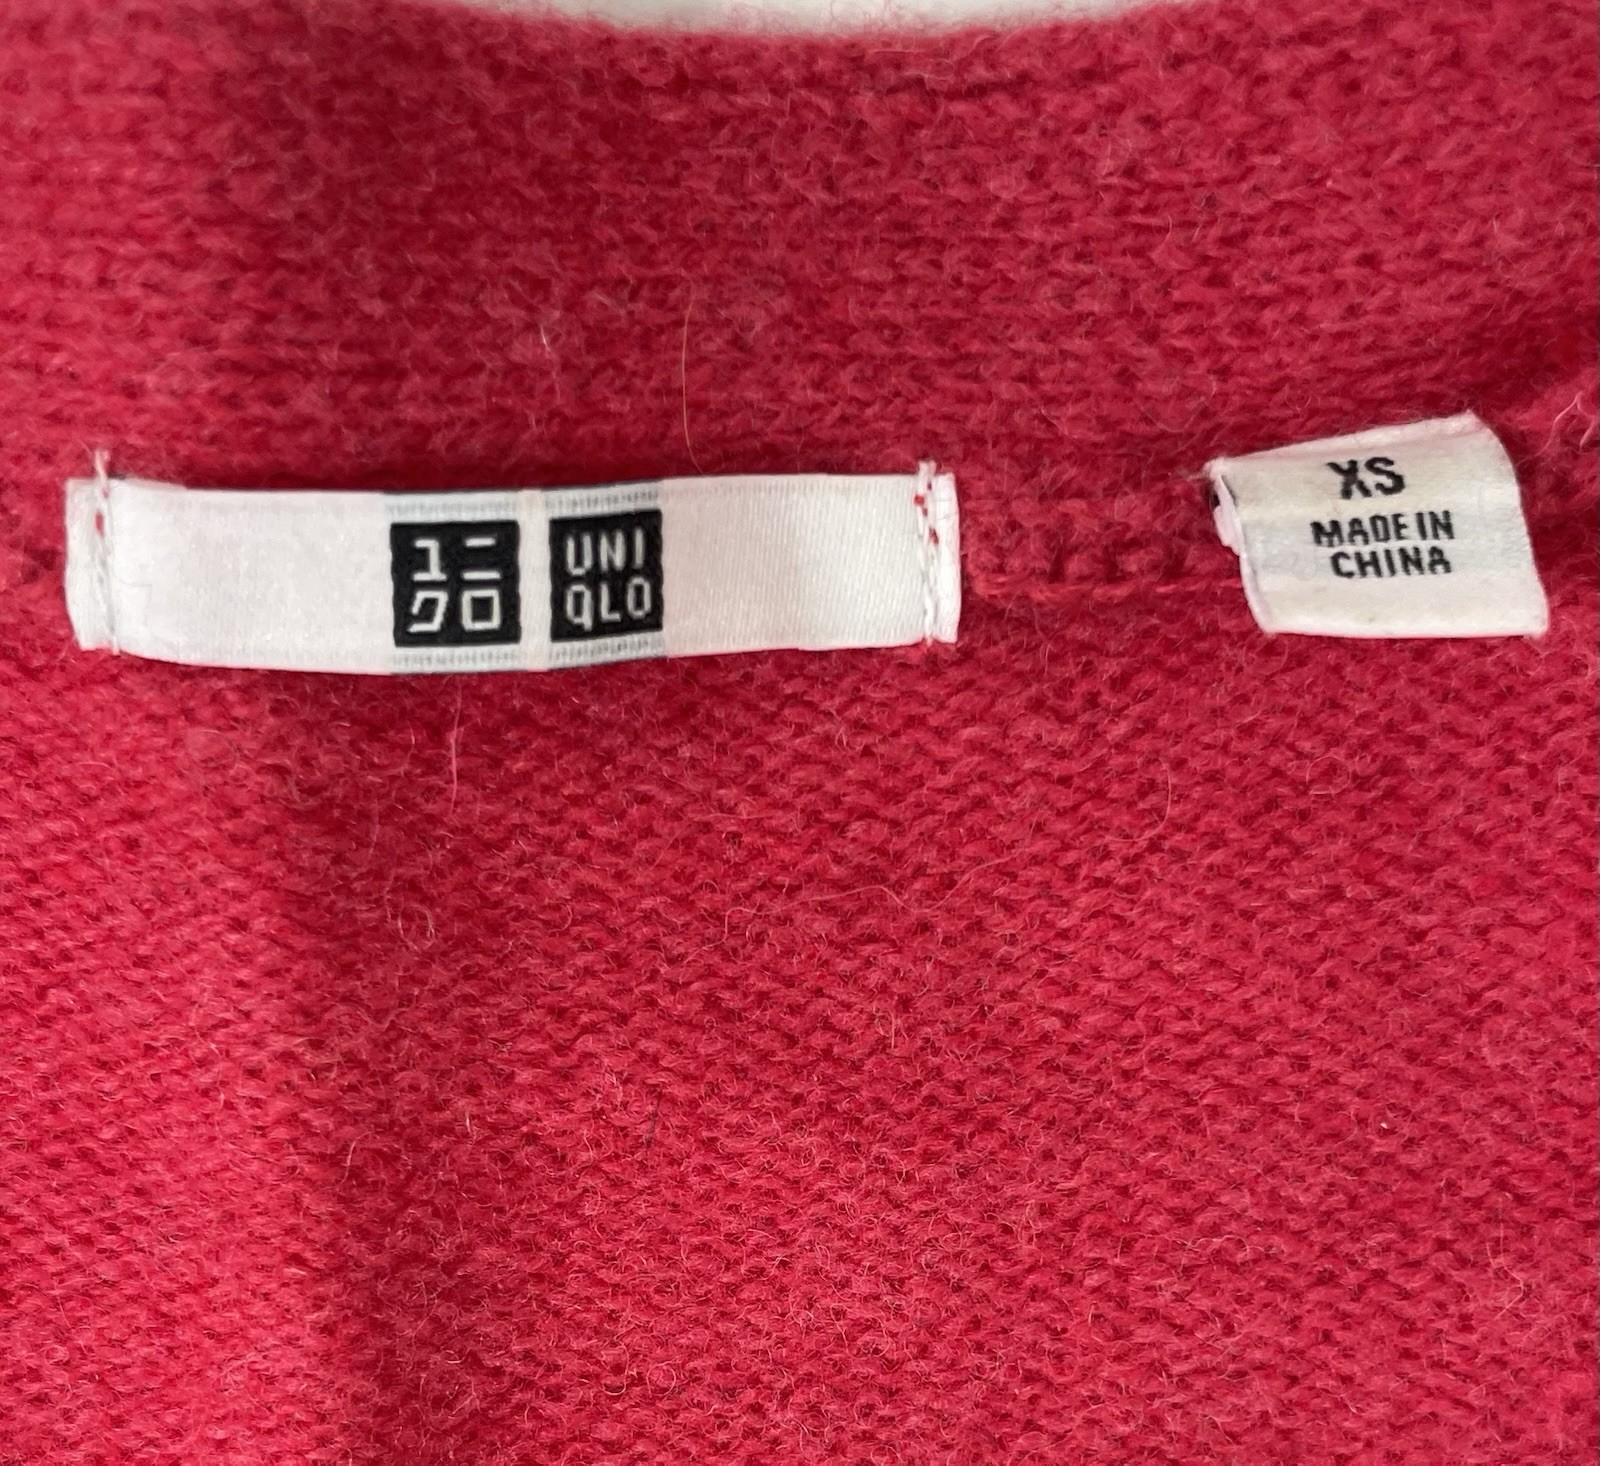 ユニ
クロ
UNI
QLO
XS
MADE IN
CHINA